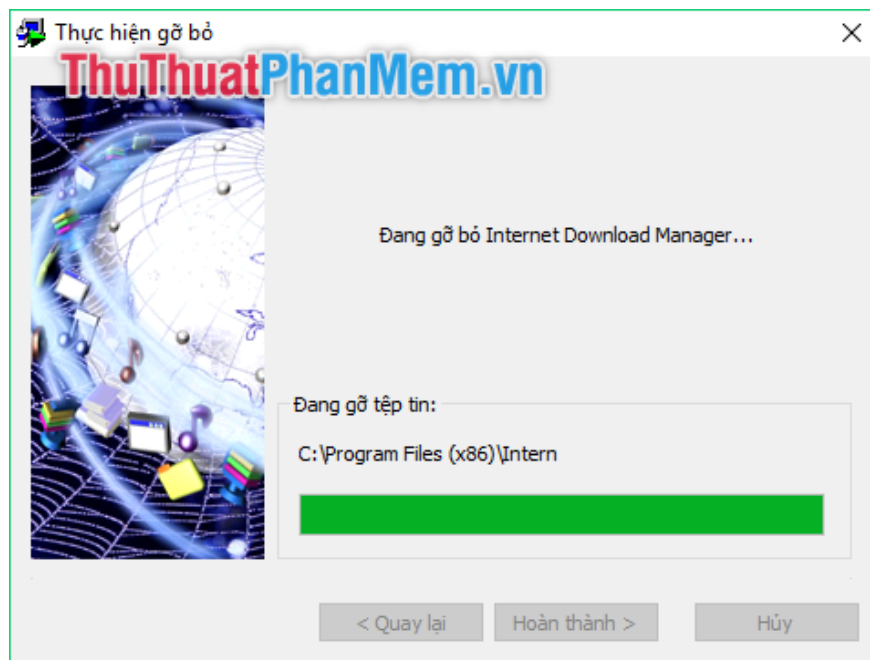 Thực hiện gỡ bỏ
ThuThuatPhanMem.vn
Đang gỡ bỏ Internet Download Manager...
Đang gỡ tệp tin:
C:\Program Files (x86)\Intern
< Quay lại
Hoàn thành >
Hủy